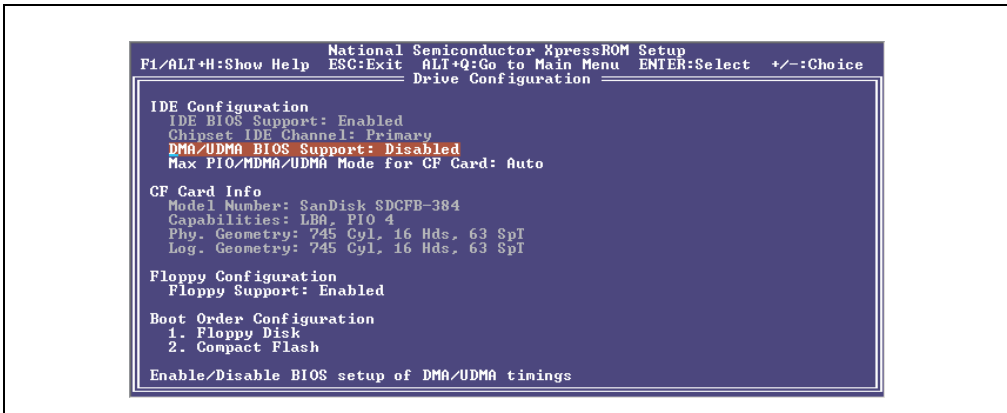 National Semiconductor XpressROM Setup
F1/ALT+H:Show Help ESC:Exit ALT+Q:Go to Main Menu ENTER:Select +/-:Choice
Drive Configuration
IDE Configuration
IDE BIOS Support: Enabled
Chipset IDE Channel: Primary
DMA/UDMA BIOS Support: Disabled
Max PIO/MDMA/UDMA Mode for CF Card: Auto
CF Card Info
Model Number: SanDisk SDCFB-384
Capabilities: LBA, PIO 4
Phy. Geometry: 745 Cyl, 16 Hds, 63 SpT
Log. Geometry: 745 Cyl, 16 Hds, 63 SpT
Floppy Configuration
Floppy Support: Enabled
Boot Order Configuration
1. Floppy Disk
2. Compact Flash
Enable/Disable BIOS setup of DMA/UDMA timings